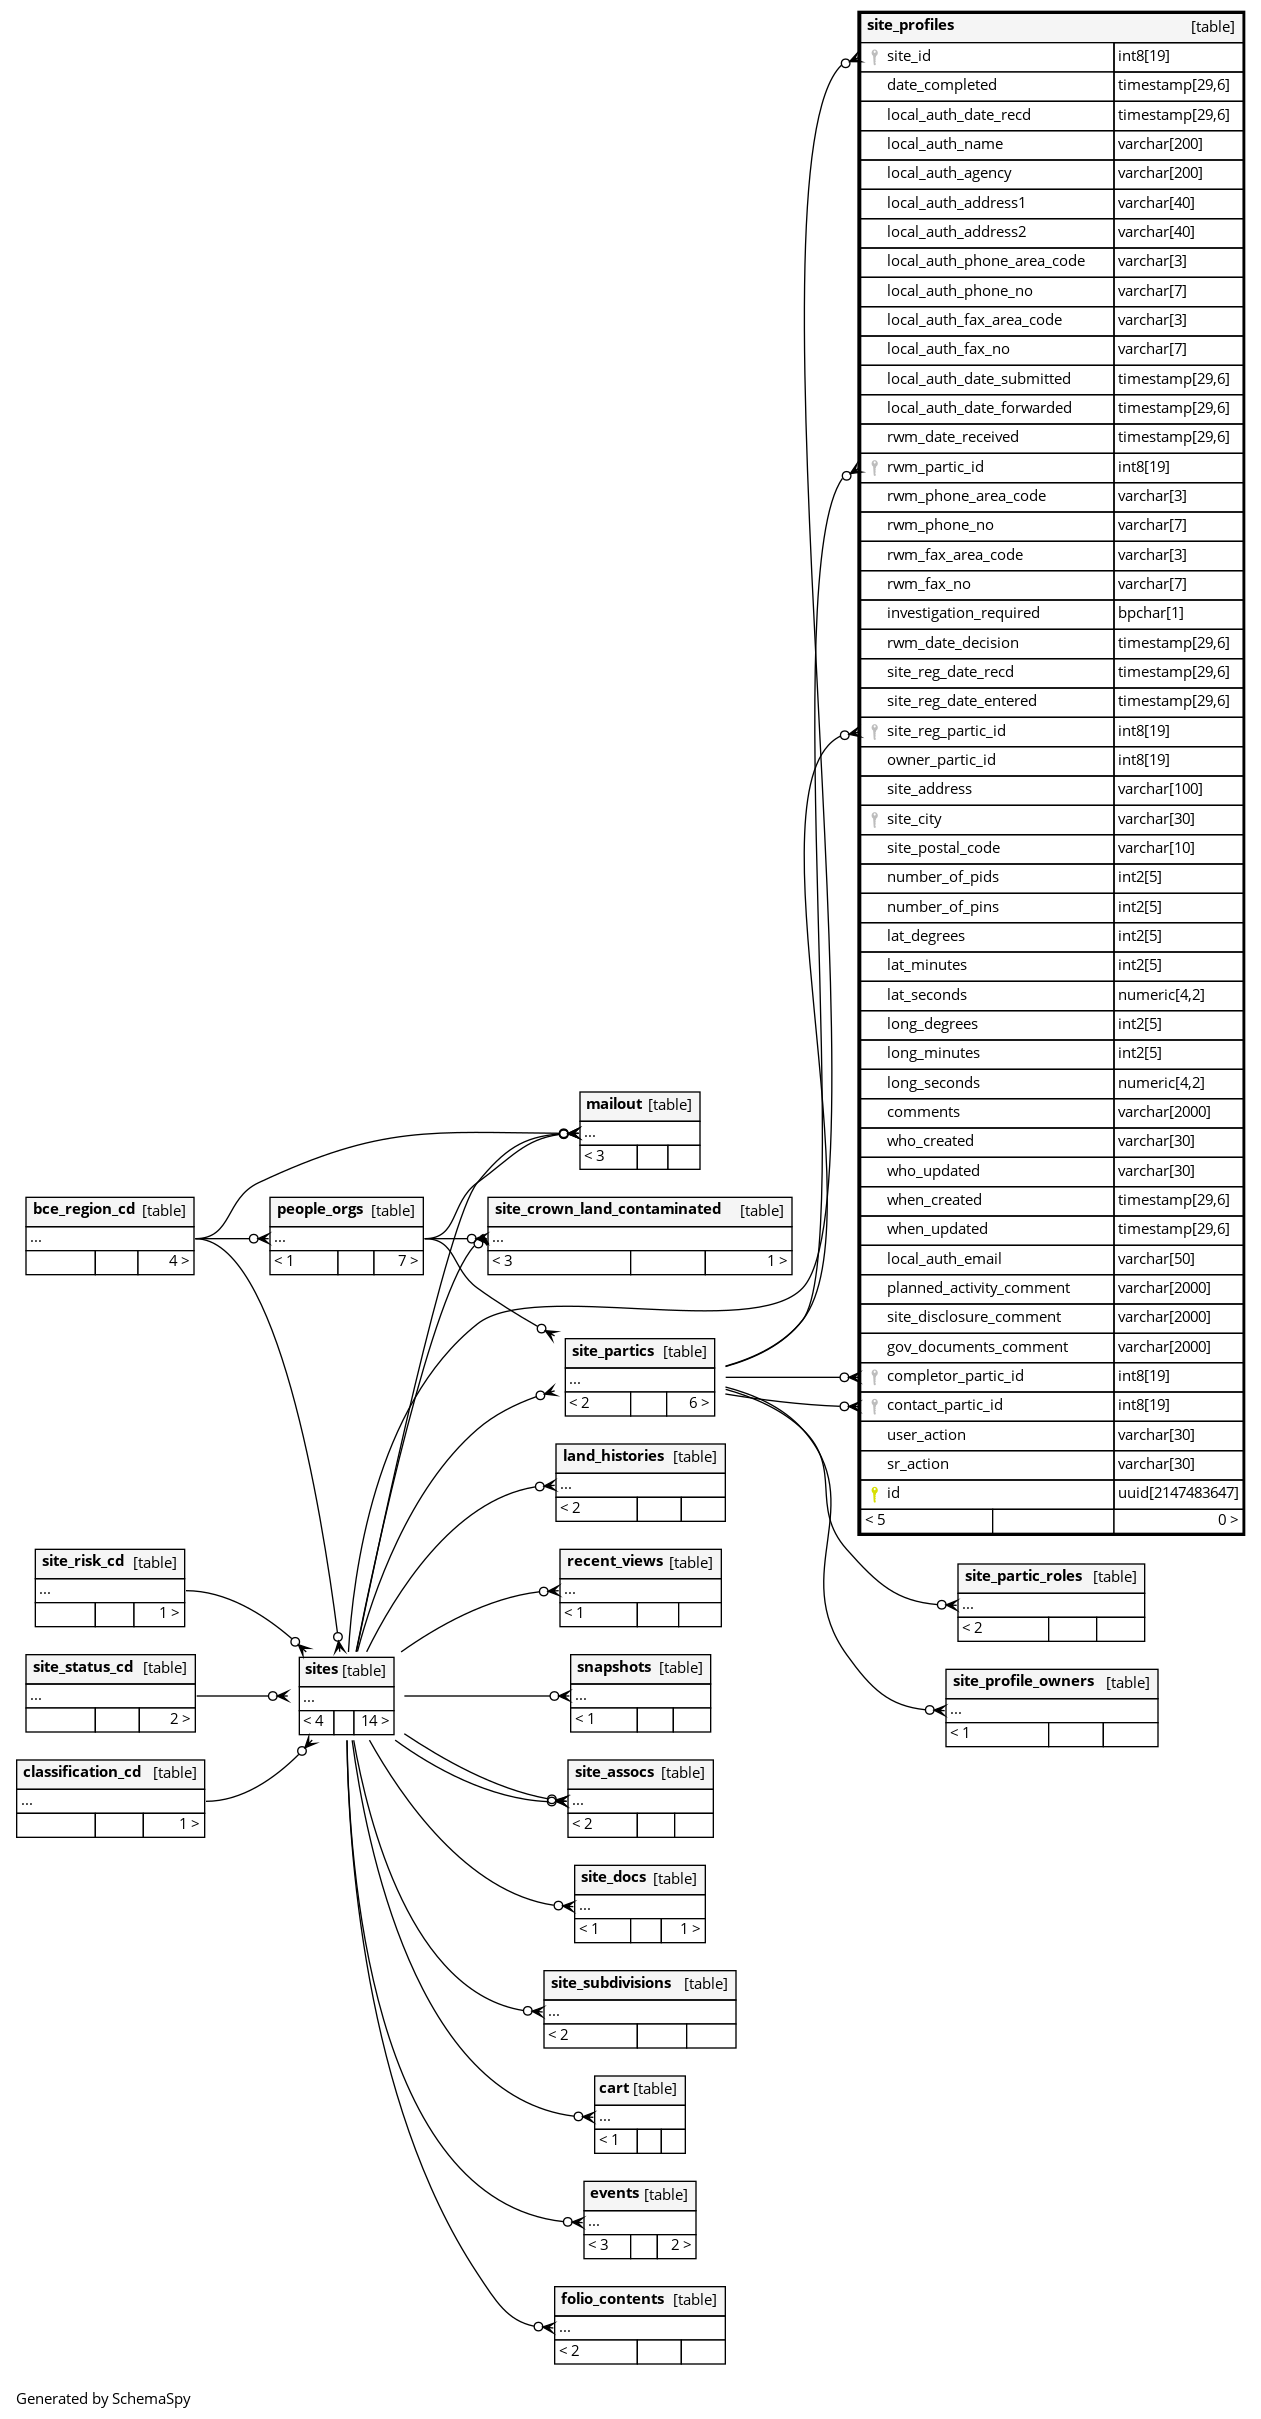 site_profiles [table]
site_id int8[19]
date_completed timestamp[29,6]
local_auth_date_recd timestamp[29,6]
local_auth_name varchar[200]
local_auth_agency varchar[200]
local_auth_address1 varchar[40]
local_auth_address2 varchar[40]
local_auth_phone_area_code varchar[3]
local_auth_phone_no varchar[7]
local_auth_fax_area_code varchar[3]
local_auth_fax_no varchar[7]
local_auth_date_submitted timestamp[29,6]
local_auth_date_forwarded timestamp[29,6]
rwm_date_received timestamp[29,6]
rwm_partic_id int8[19]
rwm_phone_area_code varchar[3]
rwm_phone_no varchar[7]
rwm_fax_area_code varchar[3]
rwm_fax_no varchar[7]
investigation_required bpchar[1]
rwm_date_decision timestamp[29,6]
site_reg_date_recd timestamp[29,6]
site_reg_date_entered timestamp[29,6]
site_reg_partic_id int8[19]
owner_partic_id int8[19]
site_address varchar[100]
site_city varchar[30]
site_postal_code varchar[10]
number_of_pids int2[5]
number_of_pins int2[5]
lat_degrees int2[5]
lat_minutes int2[5]
lat_seconds numeric[4,2]
long_degrees int2[5]
long_minutes int2[5]
long_seconds numeric[4,2]
comments varchar[2000]
who_created varchar[30]
who_updated varchar[30]
when_created timestamp[29,6]
when_updated timestamp[29,6]
local_auth_email varchar[50]
planned_activity_comment varchar[2000]
site_disclosure_comment varchar[2000]
gov_documents_comment varchar[2000]
completor_partic_id int8[19]
contact_partic_id int8[19]
user_action varchar[30]
sr_action varchar[30]
id uuid[2147483647]
< 5 0 >
mailout [table]
...
< 3
bce_region_cd [table]
...
4 >
people_orgs [table]
...
< 1 7 >
site_crown_land_contaminated [table]
...
< 3 1 >
site_partics [table]
...
< 2 6 >
land_histories [table]
...
< 2
site_risk_cd [table]
...
1 >
recent_views [table]
...
< 1
site_partic_roles [table]
...
< 2
site_status_cd [table]
...
2 >
sites [table]
...
< 4 14 >
snapshots [table]
...
< 1
site_profile_owners [table]
...
< 1
classification_cd [table]
...
1 >
site_assocs [table]
...
< 2
site_docs [table]
...
< 1 1 >
site_subdivisions [table]
...
< 2
cart [table]
...
< 1
events [table]
...
< 3 2 >
folio_contents [table]
...
< 2
Generated by SchemaSpy